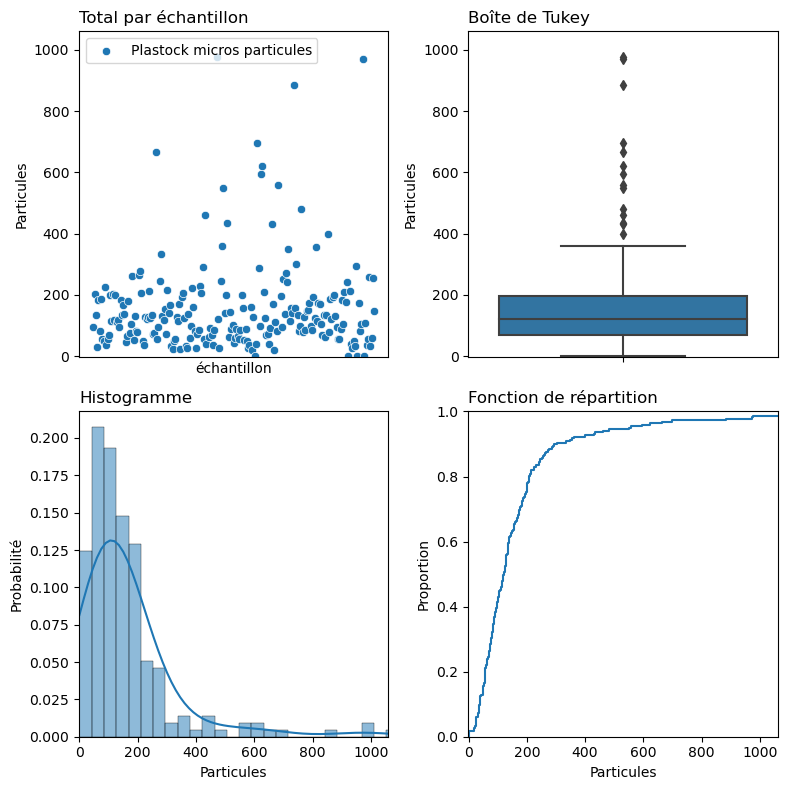 Total par échantillon
Plastock micros particules
1000
800
600
400
200
0
Particules
échantillon
Boîte de Tukey
1000
800
600
400
200
0
Particules
Histogramme
0.200
0.175
0.150
0.125
0.100
0.075
0.050
0.025
0.000
Probabilité
0 200 400 600 800 1000
Particules
Fonction de répartition
1.0
0.8
0.6
0.4
0.2
0.0
Proportion
0 200 400 600 800 1000
Particules